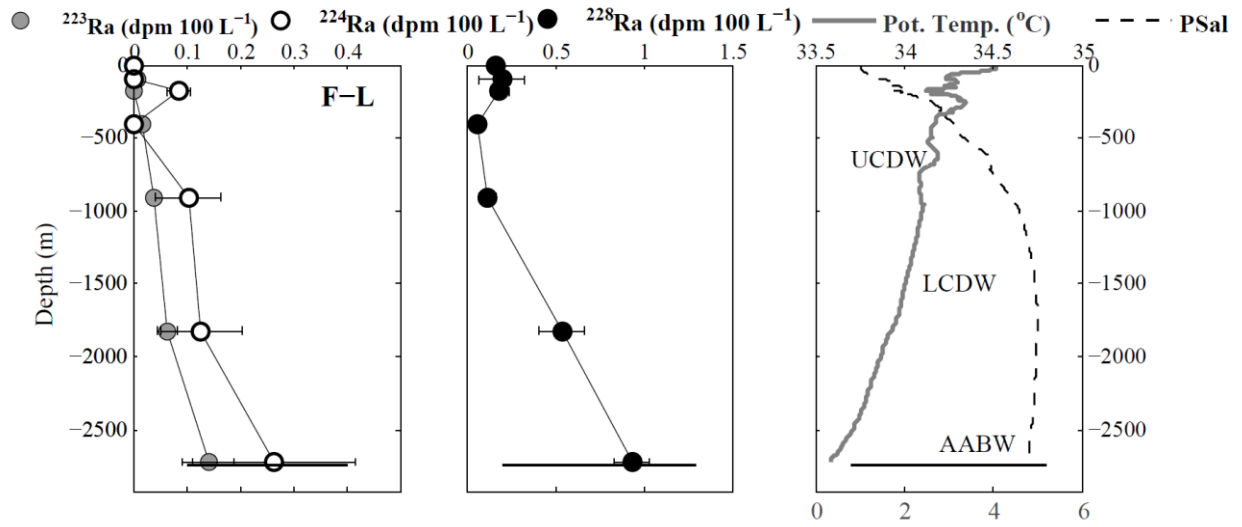 ²²³Ra (dpm 100 L⁻¹) ²²⁴Ra (dpm 100 L⁻¹) ²²⁸Ra (dpm 100 L⁻¹) Pot. Temp. (°C) PSal
0 0.1 0.2 0.3 0.4 0 0.5 1 1.5 33.5 34 34.5 35
0 0
F−L
−500 −500
UCDW
−1000 −1000
Depth (m)
−1500 LCDW −1500
−2000 −2000
−2500 AABW −2500
0 2 4 6